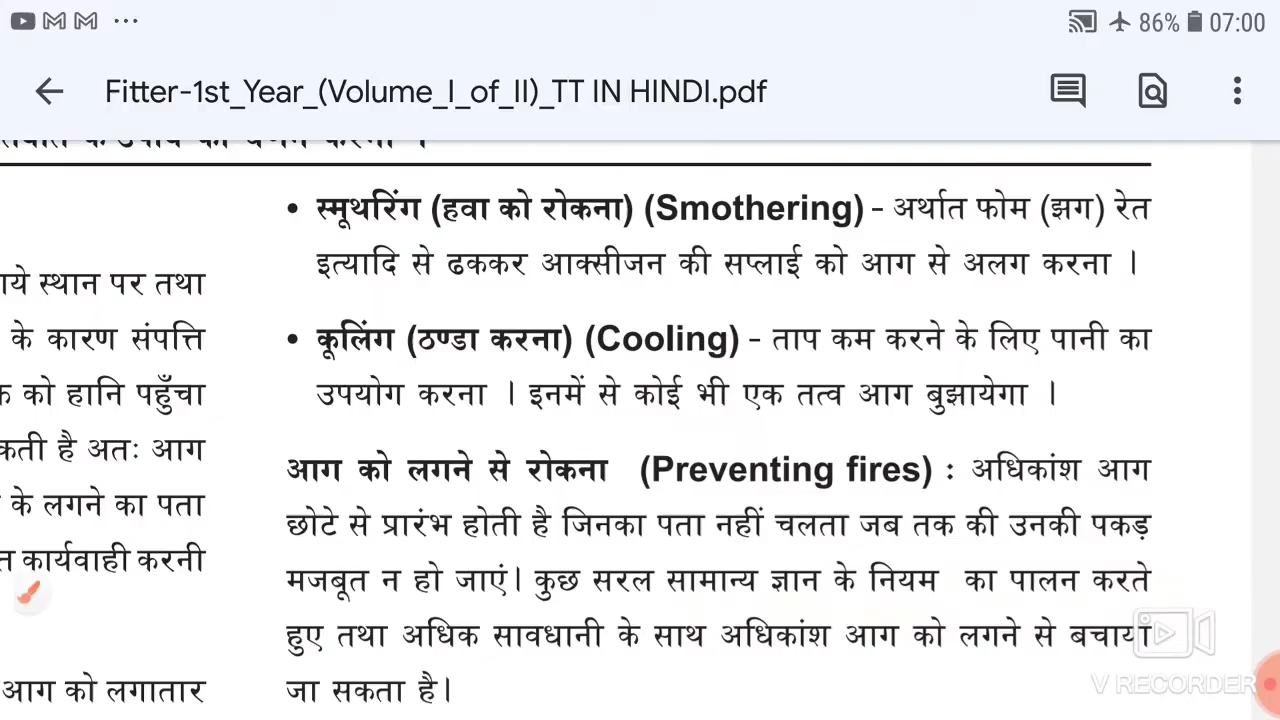 86% 07:00
Fitter-1st_Year_(Volume_I_of_II)_TT IN HINDI.pdf
ाये स्थान पर तथा
के कारण संपत्ति
क को हानि पहुँचा
कती है अतः आग
के लगने का पता
त कार्यवाही करनी
आग को लगातार
• स्मूथरिंग (हवा को रोकना) (Smothering) - अर्थात फोम (झग) रेत
इत्यादि से ढककर आक्सीजन की सप्लाई को आग से अलग करना ।
• कूलिंग (ठण्डा करना) (Cooling) - ताप कम करने के लिए पानी का
उपयोग करना । इनमें से कोई भी एक तत्व आग बुझायेगा ।
आग को लगने से रोकना (Preventing fires) : अधिकांश आग
छोटे से प्रारंभ होती है जिनका पता नहीं चलता जब तक की उनकी पकड़
मजबूत न हो जाएं। कुछ सरल सामान्य ज्ञान के नियम का पालन करते
हुए तथा अधिक सावधानी के साथ अधिकांश आग को लगने से बचाया
जा सकता है।
V RECORDER